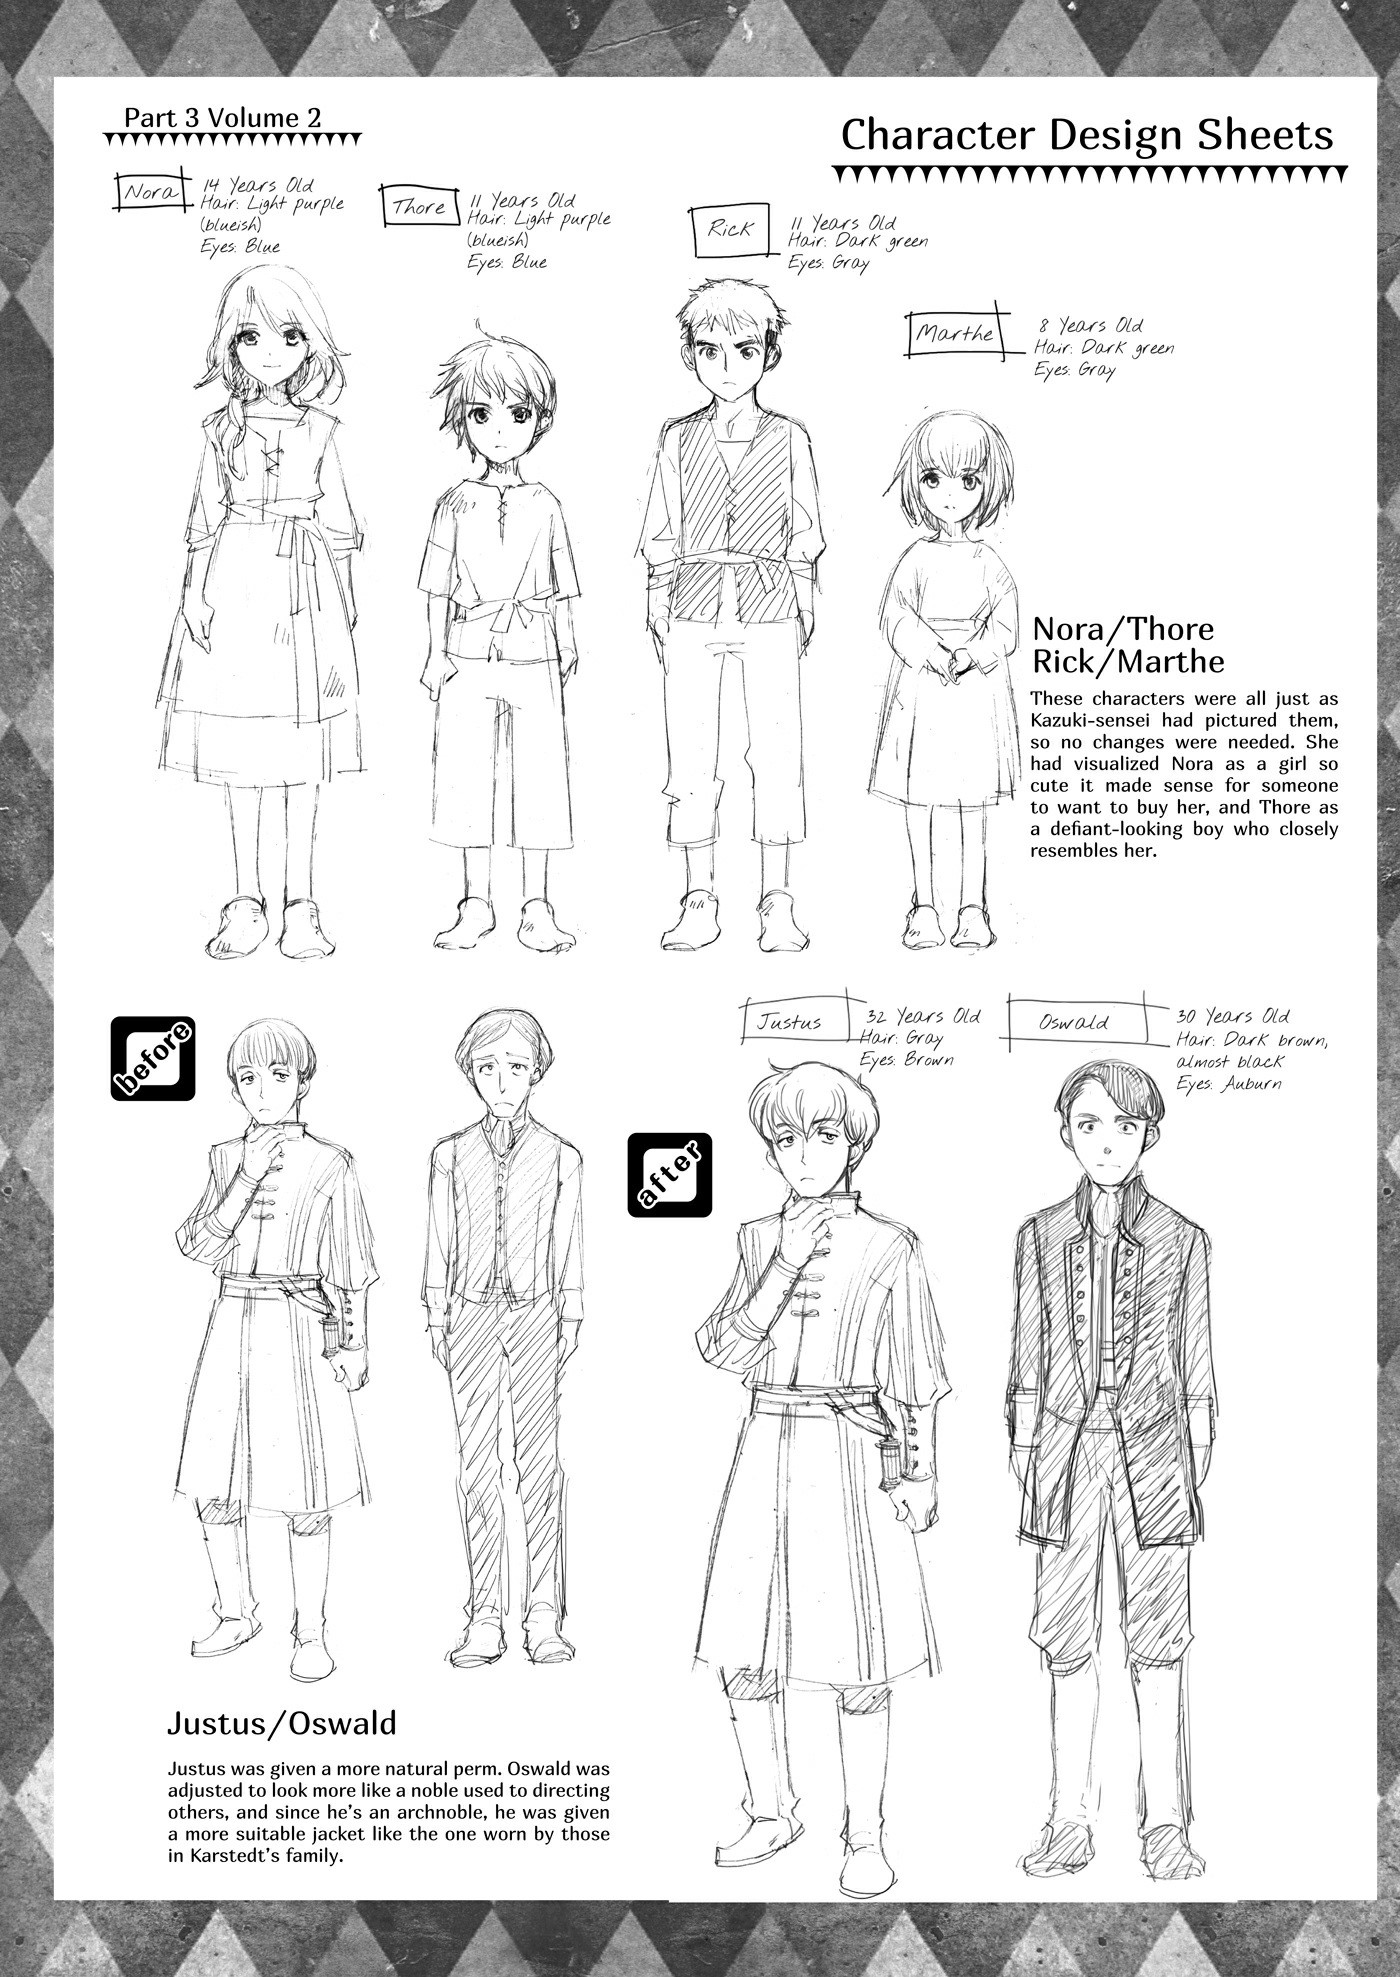 Part 3 Volume 2
Character Design Sheets
Nora
14 Years Old
Hair: Light purple
(blueish)
Eyes: Blue
Thore
11 Years Old
Hair: Light purple
(blueish)
Eyes: Blue
Rick
11 Years Old
Hair: Dark green
Eyes: Gray
Marthe
8 Years Old
Hair: Dark green
Eyes: Gray
Nora/Thore
Rick/Marthe
These characters were all just as
Kazuki-sensei had pictured them,
so no changes were needed. She
had visualized Nora as a girl so
cute it made sense for someone
to want to buy her, and Thore as
a defiant-looking boy who closely
resembles her.
before
after
Justus
32 Years Old
Hair: Gray
Eyes: Brown
Oswald
30 Years Old
Hair: Dark brown,
almost black
Eyes: Auburn
Justus/Oswald
Justus was given a more natural perm. Oswald was
adjusted to look more like a noble used to directing
others, and since he's an archnoble, he was given
a more suitable jacket like the one worn by those
in Karstedt's family.